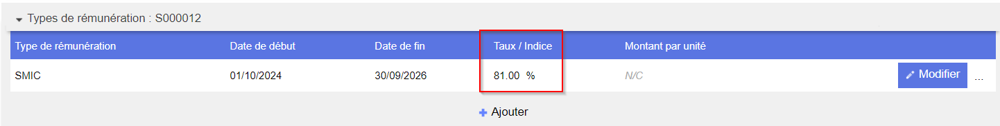 Types de rémunération : S000012
Type de rémunération Date de début Date de fin Taux / Indice Montant par unité
SMIC 01/10/2024 30/09/2026 81.00 % N/C Modifier ...
Ajouter